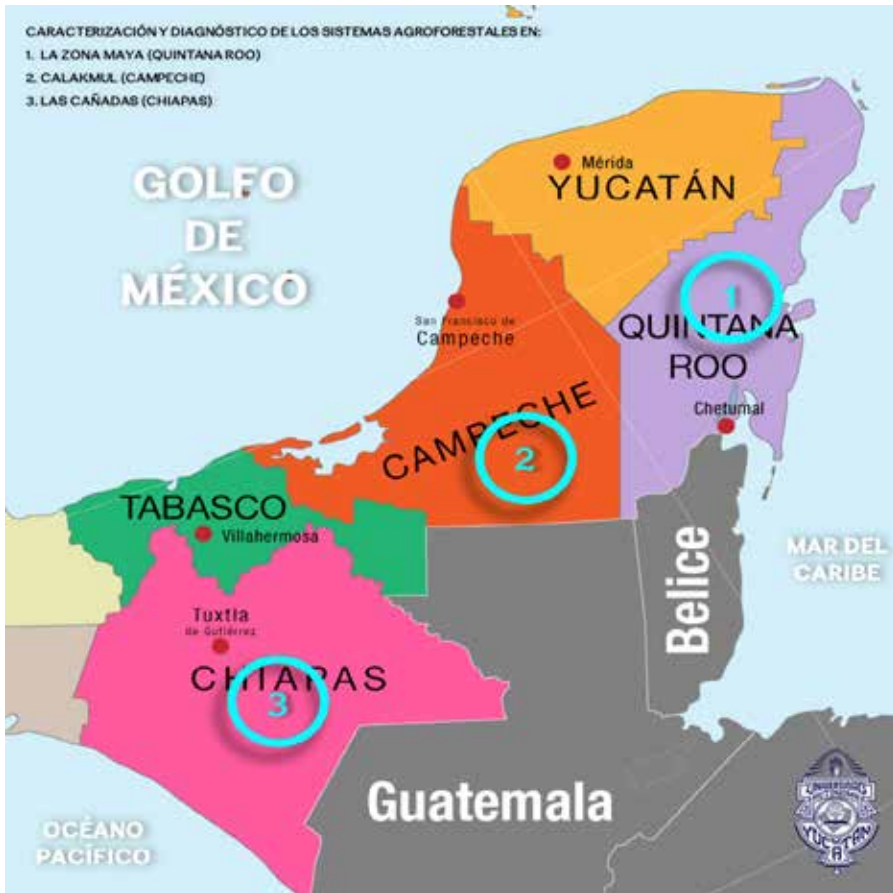 CARACTERIZACIÓN Y DIAGNÓSTICO DE LOS SISTEMAS AGROFORESTALES EN:
1. LA ZONA MAYA (QUINTANA ROO)
2. CALAKMUL (CAMPECHE)
3. LAS CAÑADAS (CHIAPAS)
GOLFO
DE
MÉXICO
Mérida
YUCATÁN
1
QUINTANA
ROO
San Francisco de
Campeche
Chetumal
CAMPECHE
2
TABASCO
Villahermosa
MAR DEL
CARIBE
Belice
Tuxtla
de Gutiérrez
CHIAPAS
3
Guatemala
OCÉANO
PACÍFICO
UNIVERSIDAD
YUCATÁN